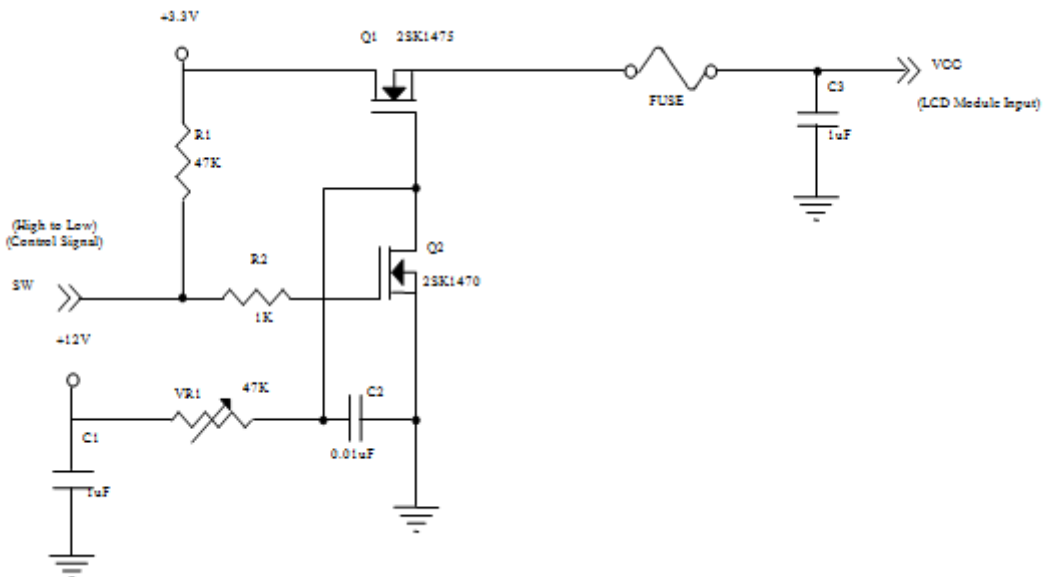 +3.3V
Q1 2SK1475
VCC
FUSE
C3
(LCD Module Input)
R1
1uF
47K
(High to Low)
(Control Signal)
Q2
R2
SW
2SK1470
1K
+12V
VR1
47K
C2
C1
0.01uF
1uF